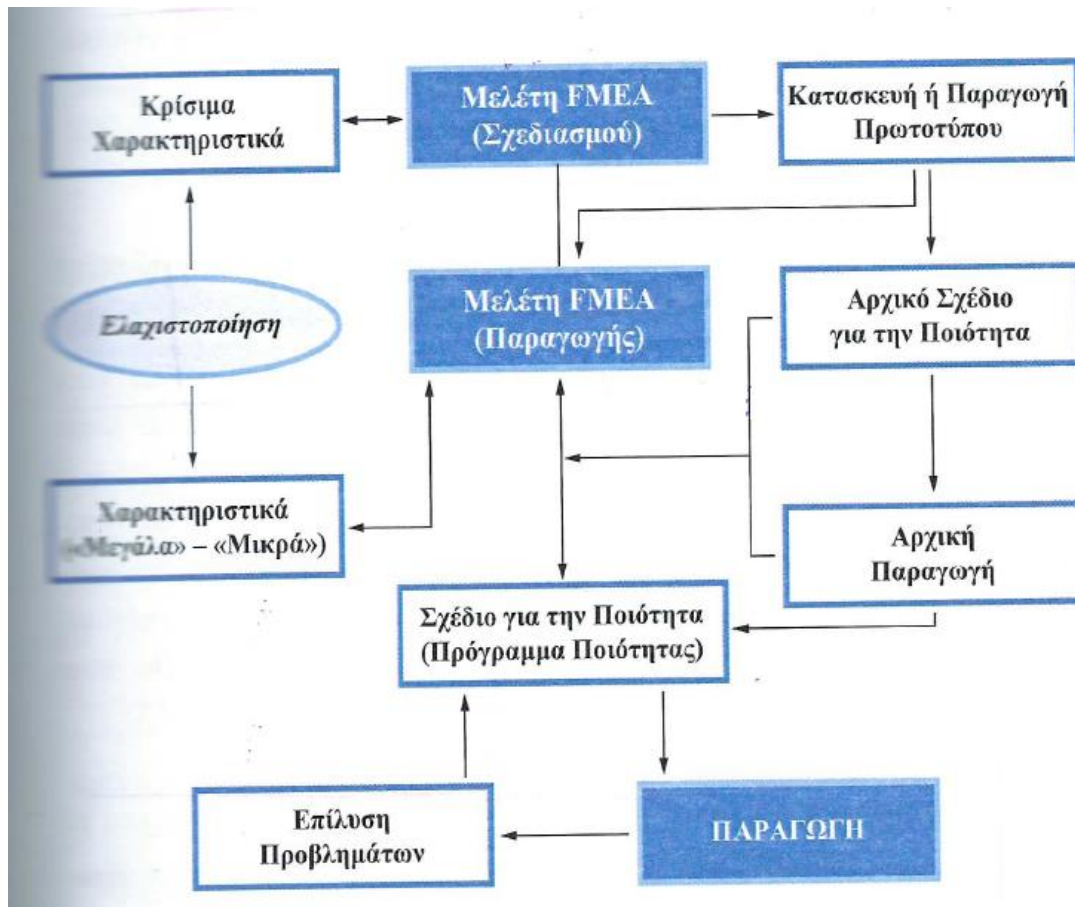 Κρίσιμα
Χαρακτηριστικά
Μελέτη FMEA
(Σχεδιασμού)
Κατασκευή ή Παραγωγή
Πρωτοτύπου
Ελαχιστοποίηση
Μελέτη FMEA
(Παραγωγής)
Αρχικό Σχέδιο
για την Ποιότητα
Χαρακτηριστικά
(«Μεγάλα» – «Μικρά»)
Αρχική
Παραγωγή
Σχέδιο για την Ποιότητα
(Πρόγραμμα Ποιότητας)
Επίλυση
Προβλημάτων
ΠΑΡΑΓΩΓΗ